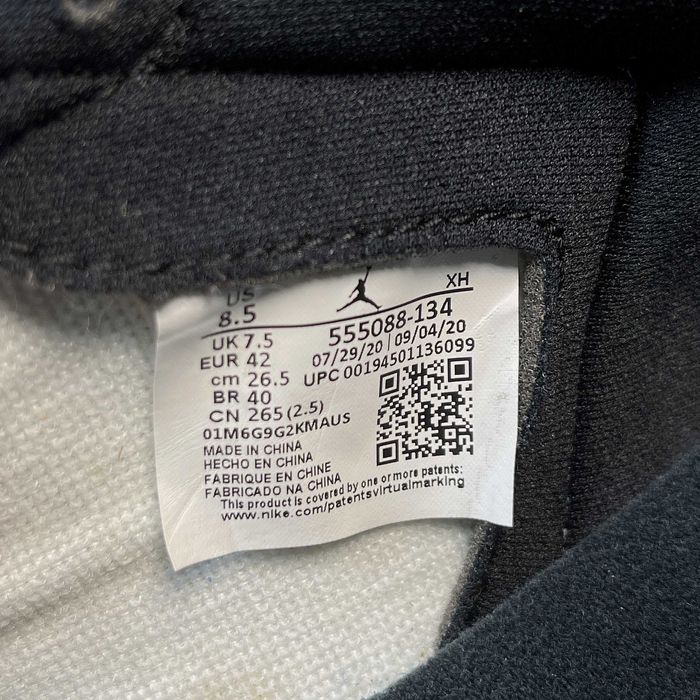 US
8.5
XH
UK 7.5
EUR 42
cm 26.5
BR 40
CN 265 (2.5)
01M6G9G2KMAUS
555088-134
07/29/20 | 09/04/20
UPC 00194501136099
MADE IN CHINA
HECHO EN CHINA
FABRIQUE EN CHINE
FABRICADO NA CHINA
This product is covered by one or more patents:
www.nike.com/patentsvirtualmarking